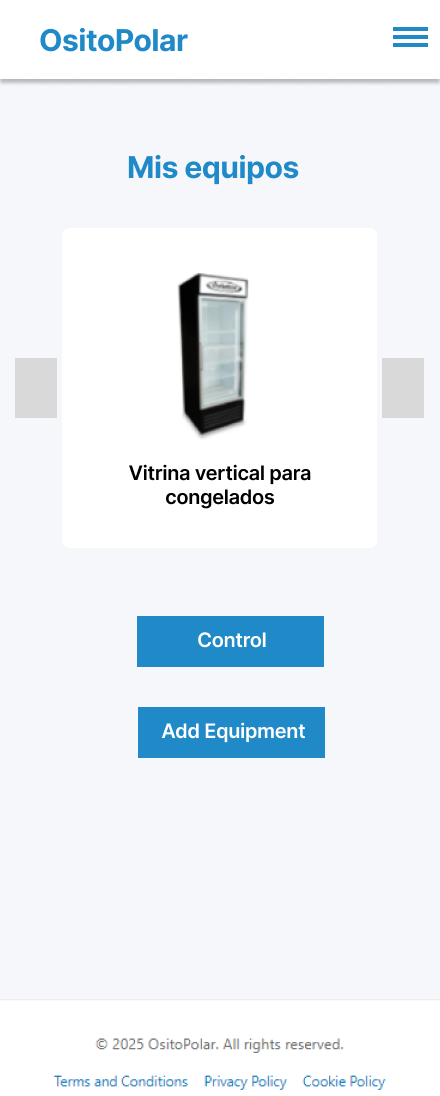 OsitoPolar
Mis equipos
Vitrina vertical para
congelados
Control
Add Equipment
© 2025 OsitoPolar. All rights reserved.
Terms and Conditions Privacy Policy Cookie Policy